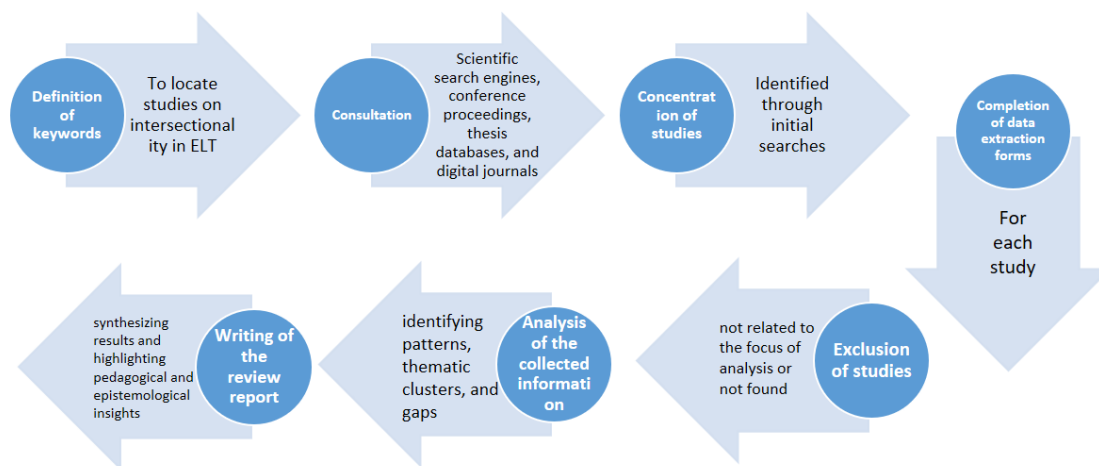 Definition
of
keywords
To locate
studies on
intersectional
ity in ELT
Consultation
Scientific
search engines,
conference
proceedings,
thesis
databases, and
digital journals
Concentrat
ion of
studies
Identified
through
initial
searches
Completion
of data
extraction
forms
For
each
study
Exclusion
of studies
not related to
the focus of
analysis or
not found
Analysis
of the
collected
informati
on
identifying
patterns,
thematic
clusters, and
gaps
Writing of
the
review
report
synthesizing
results and
highlighting
pedagogical and
epistemological
insights